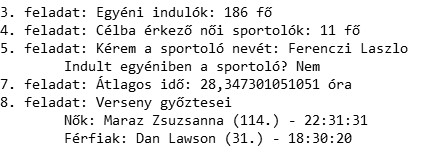 3. feladat: Egyéni indulók: 186 fő
4. feladat: Célba érkező női sportolók: 11 fő
5. feladat: Kérem a sportoló nevét: Ferenczi Laszlo
Indult egyéniben a sportoló? Nem
7. feladat: Átlagos idő: 28,347301051051 óra
8. feladat: Verseny győztesei
Nők: Maraz Zsuzsanna (114.) - 22:31:31
Férfiak: Dan Lawson (31.) - 18:30:20